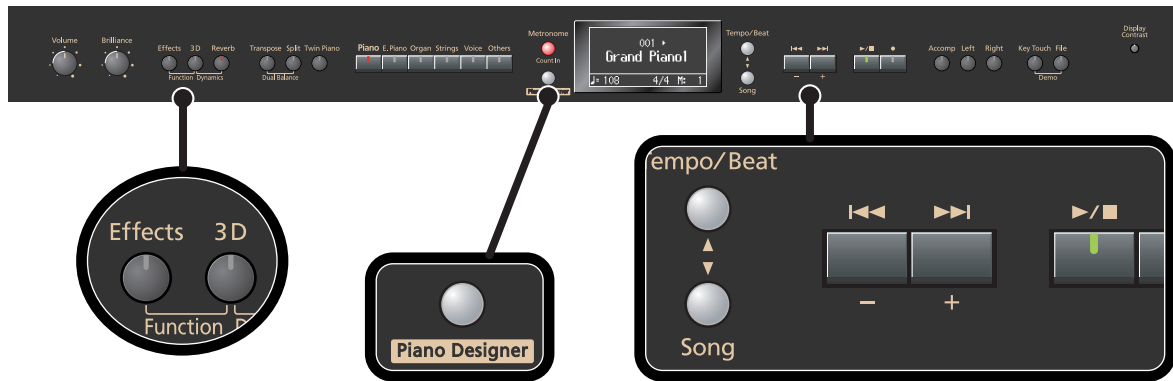 Volume
Brilliance
Effects 3D Reverb
Function Dynamics
Transpose Split Twin Piano
Dual Balance
Piano E. Piano Organ Strings Voice Others
Metronome
Count In
001
Grand Piano1
♩= 108 4/4 M: 1
Tempo/Beat
Song
− +
Accomp Left Right
Key Touch File
Demo
Display
Contrast
Effects 3D
Function D
Piano Designer
Tempo/Beat
Song
− +